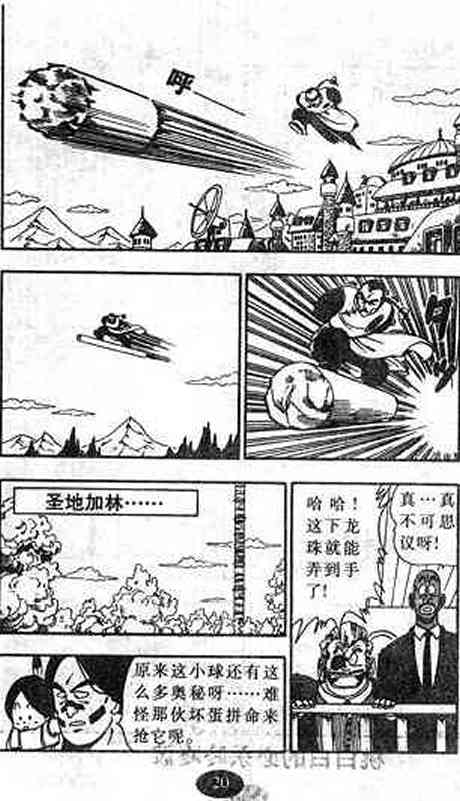 呼
圣地加林……
真…真
不可思
议呀！
哈哈！
这下龙
珠就能
弄到手
了！
原来这小球还有这
么多奥秘呀……难
怪那伙坏蛋拼命来
抢它呢。
20